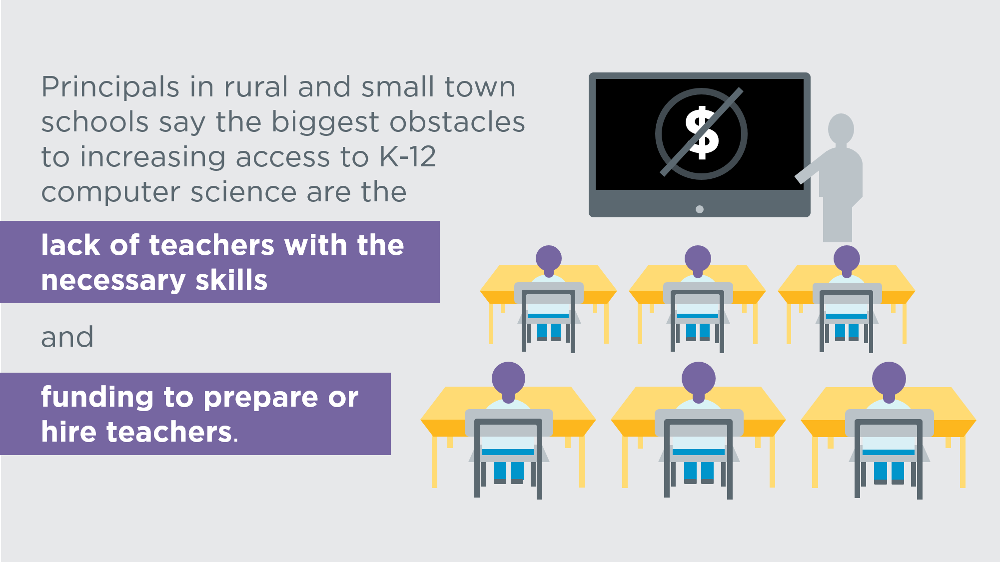 Principals in rural and small town
schools say the biggest obstacles
to increasing access to K-12
computer science are the
lack of teachers with the
necessary skills
and
funding to prepare or
hire teachers.
$